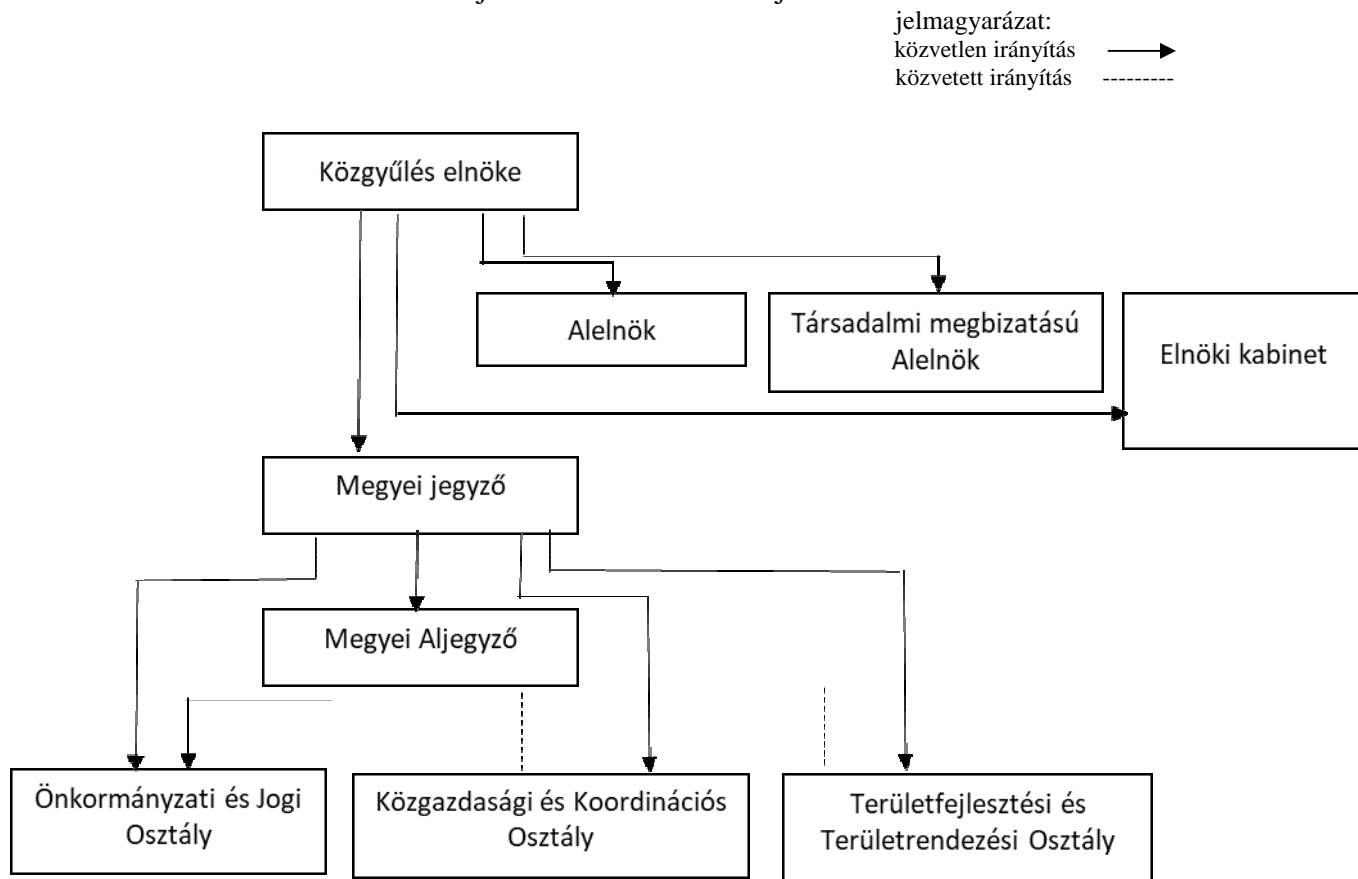 jelmagyarázat:
közvetlen irányítás
közvetett irányítás
Közgyűlés elnöke
Alelnök
Társadalmi megbizatású
Alelnök
Elnöki kabinet
Megyei jegyző
Megyei Aljegyző
Önkormányzati és Jogi
Osztály
Közgazdasági és Koordinációs
Osztály
Területfejlesztési és
Területrendezési Osztály